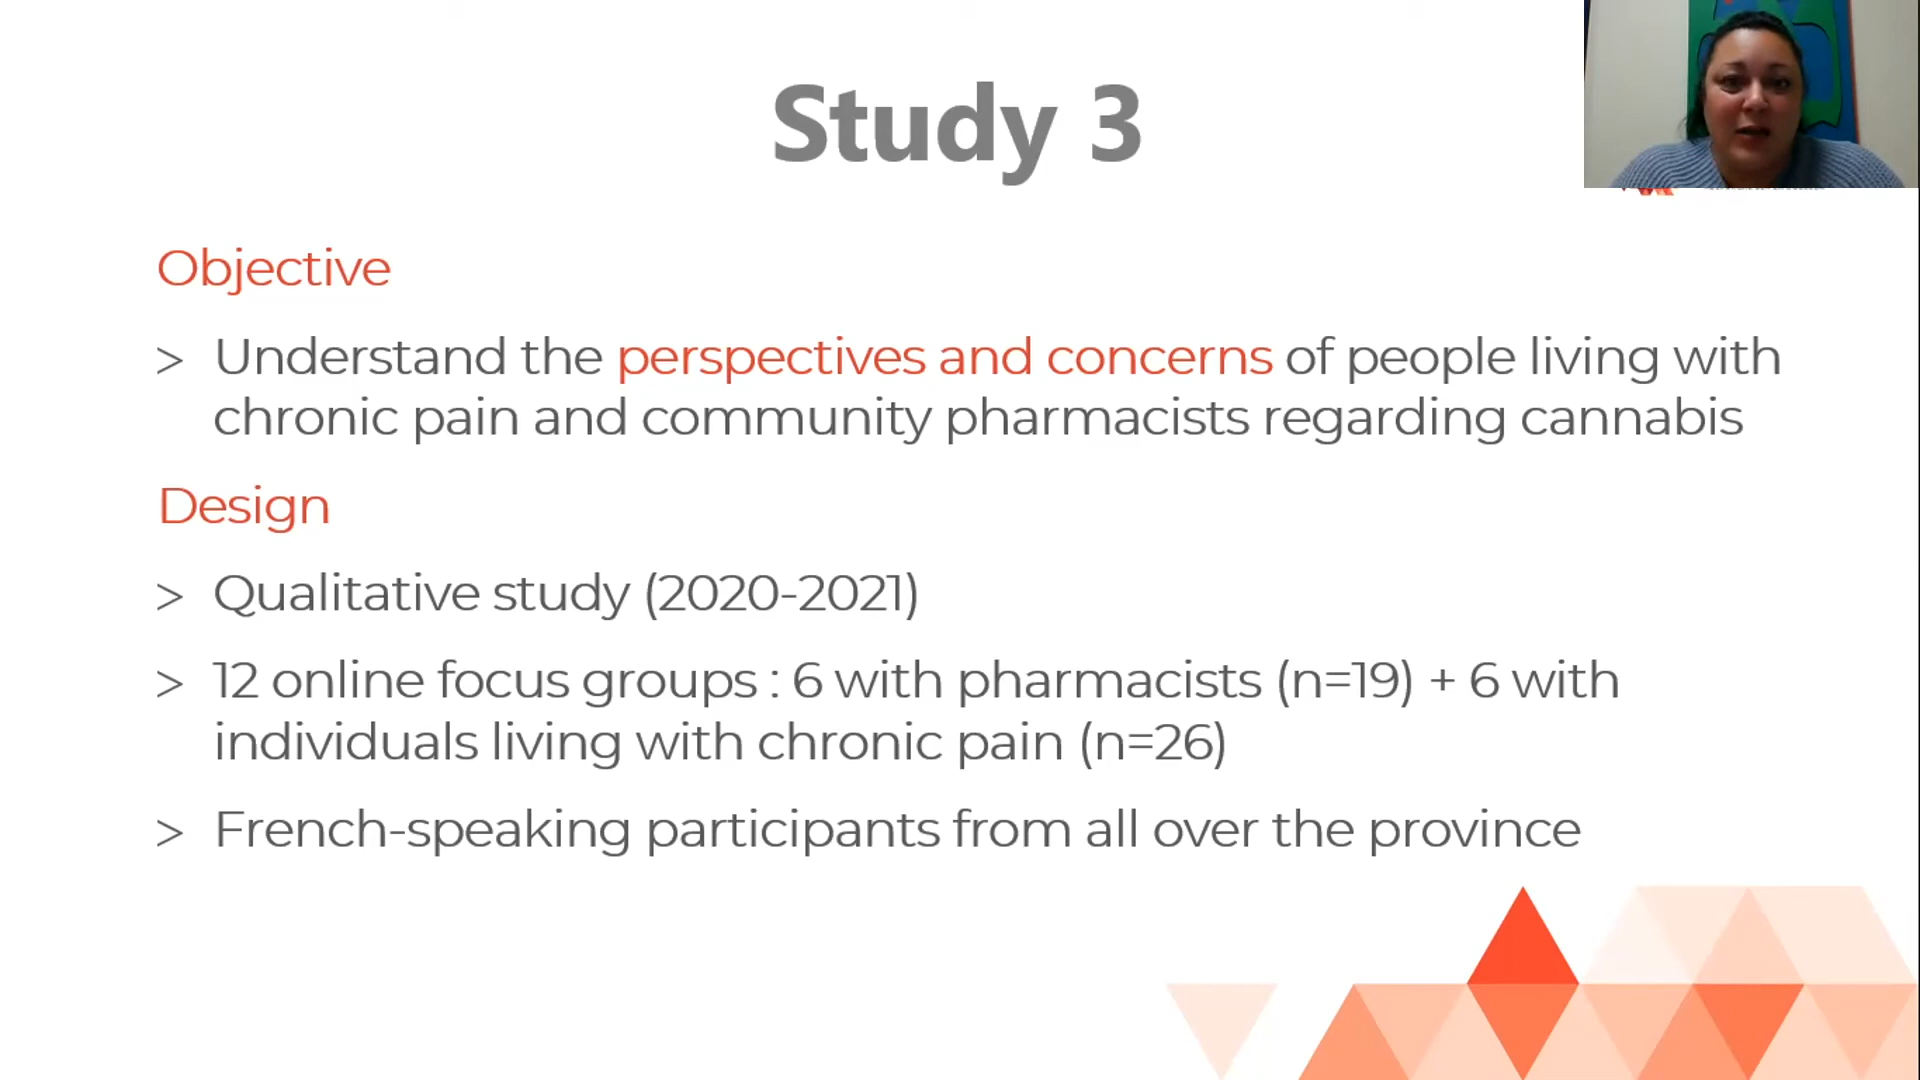 Study 3
Objective
> Understand the perspectives and concerns of people living with
chronic pain and community pharmacists regarding cannabis
Design
> Qualitative study (2020-2021)
> 12 online focus groups : 6 with pharmacists (n=19) + 6 with
individuals living with chronic pain (n=26)
> French-speaking participants from all over the province